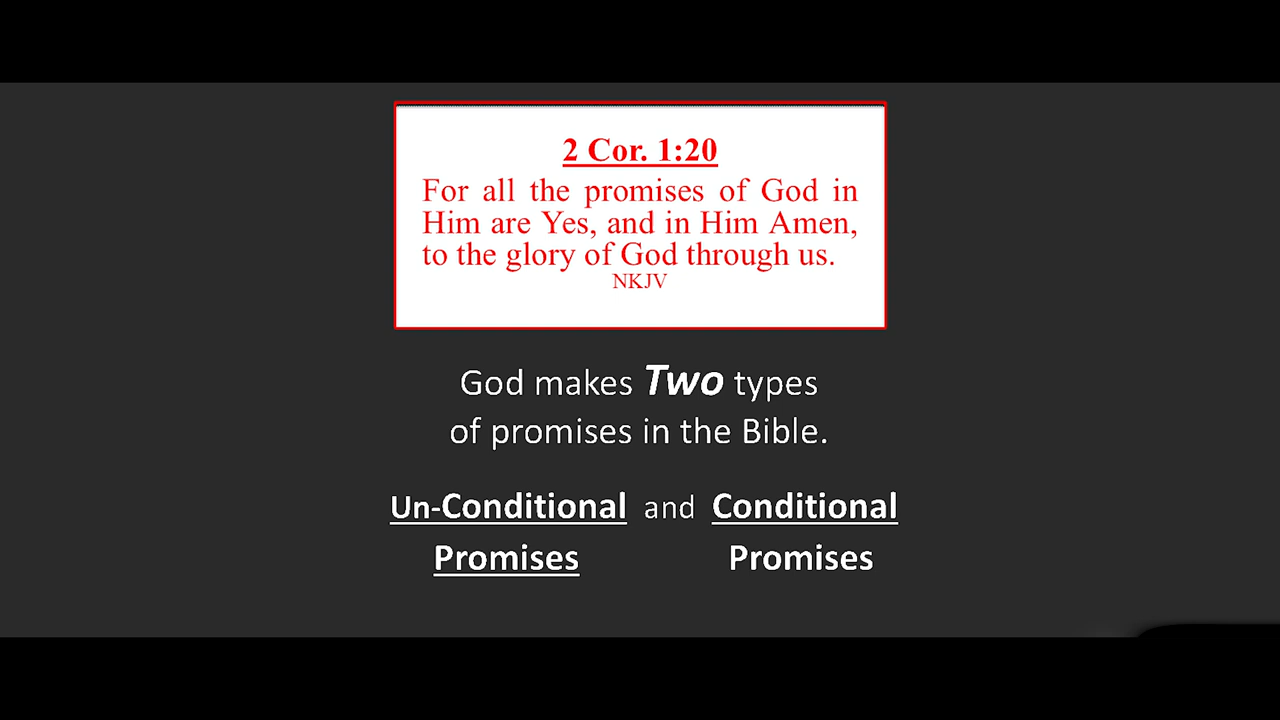 2 Cor. 1:20
For all the promises of God in
Him are Yes, and in Him Amen,
to the glory of God through us.
NKJV
God makes Two types
of promises in the Bible.
Un-Conditional and Conditional
Promises Promises